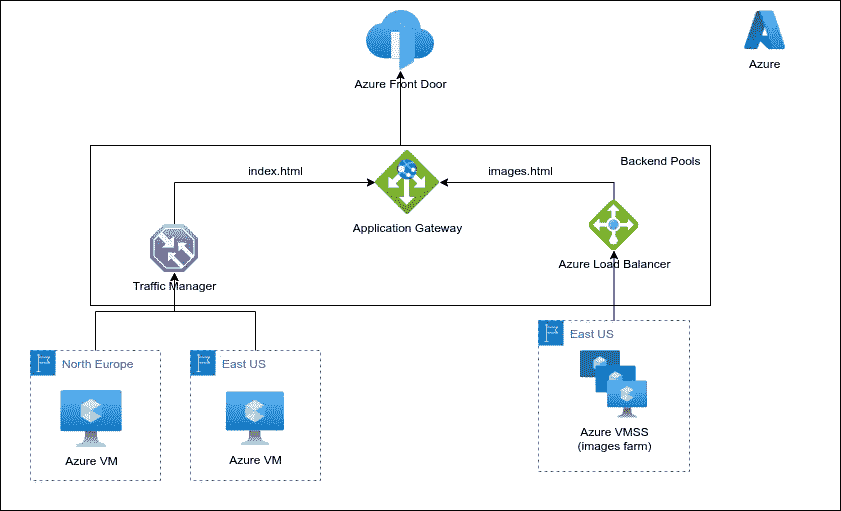 Azure Front Door
Azure
Backend Pools
index.html
images.html
Application Gateway
Traffic Manager
Azure Load Balancer
North Europe
East US
East US
Azure VM
Azure VM
Azure VMSS
(images farm)